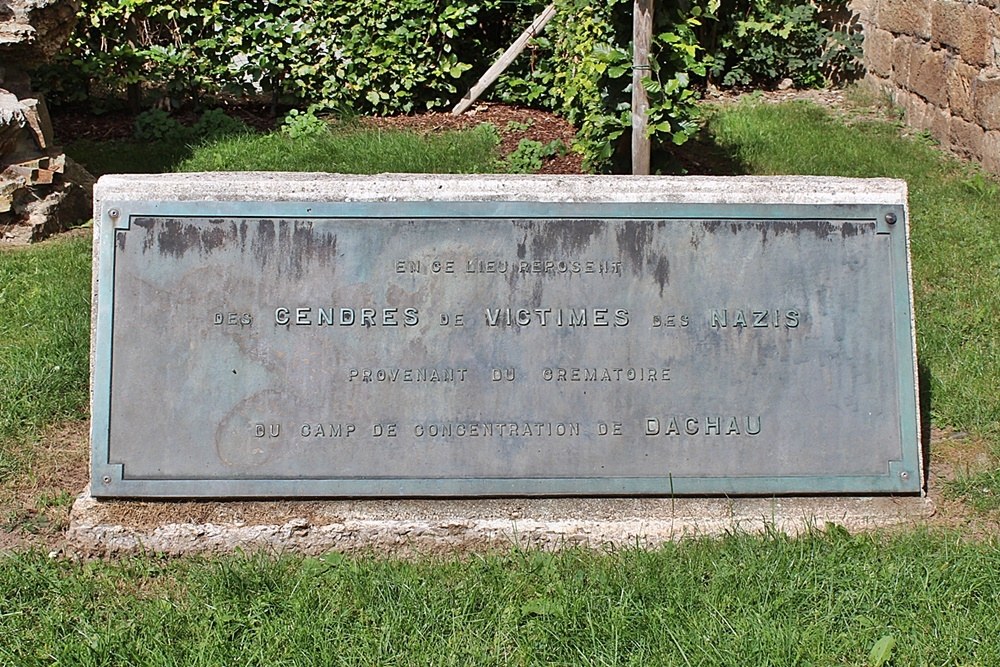 EN CE LIEU REPOSENT
DES CENDRES DE VICTIMES DES NAZIS
PROVENANT DU CREMATOIRE
DU CAMP DE CONCENTRATION DE DACHAU